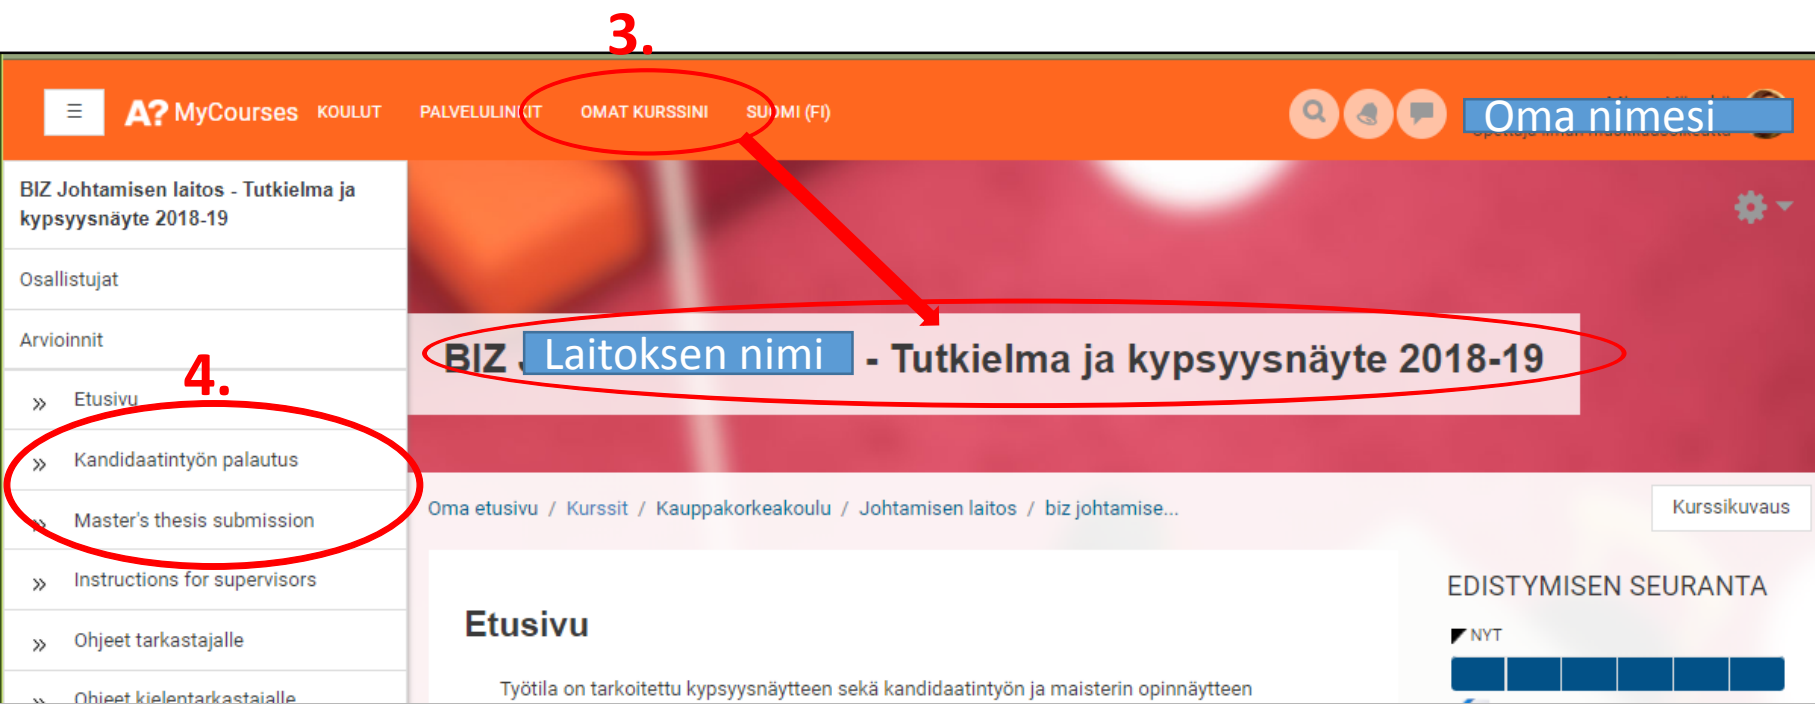 3.
A? MyCourses KOULUT PALVELULINKIT OMAT KURSSINI SUOMI (FI)
Oma nimesi
BIZ Johtamisen laitos - Tutkielma ja
kypsyysnäyte 2018-19
Osallistujat
Arvioinnit
BIZ Laitoksen nimi - Tutkielma ja kypsyysnäyte 2018-19
4.
» Etusivu
» Kandidaatintyön palautus
» Master's thesis submission
» Instructions for supervisors
» Ohjeet tarkastajalle
» Ohjeet kielentarkastajalle
Oma etusivu / Kurssit / Kauppakorkeakoulu / Johtamisen laitos / biz johtamise...
Kurssikuvaus
Etusivu
Työtila on tarkoitettu kypsyysnäytteen sekä kandidaatintyön ja maisterin opinnäytteen
EDISTYMISEN SEURANTA
NYT